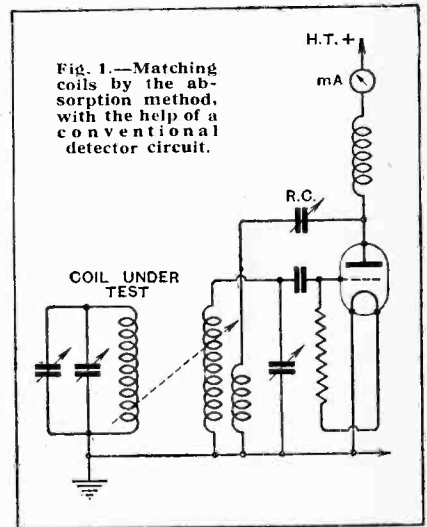 Fig. 1.—Matching
coils by the ab-
sorption method,
with the help of a
conventional
detector circuit.
H.T. +
mA
R.C.
COIL UNDER
TEST